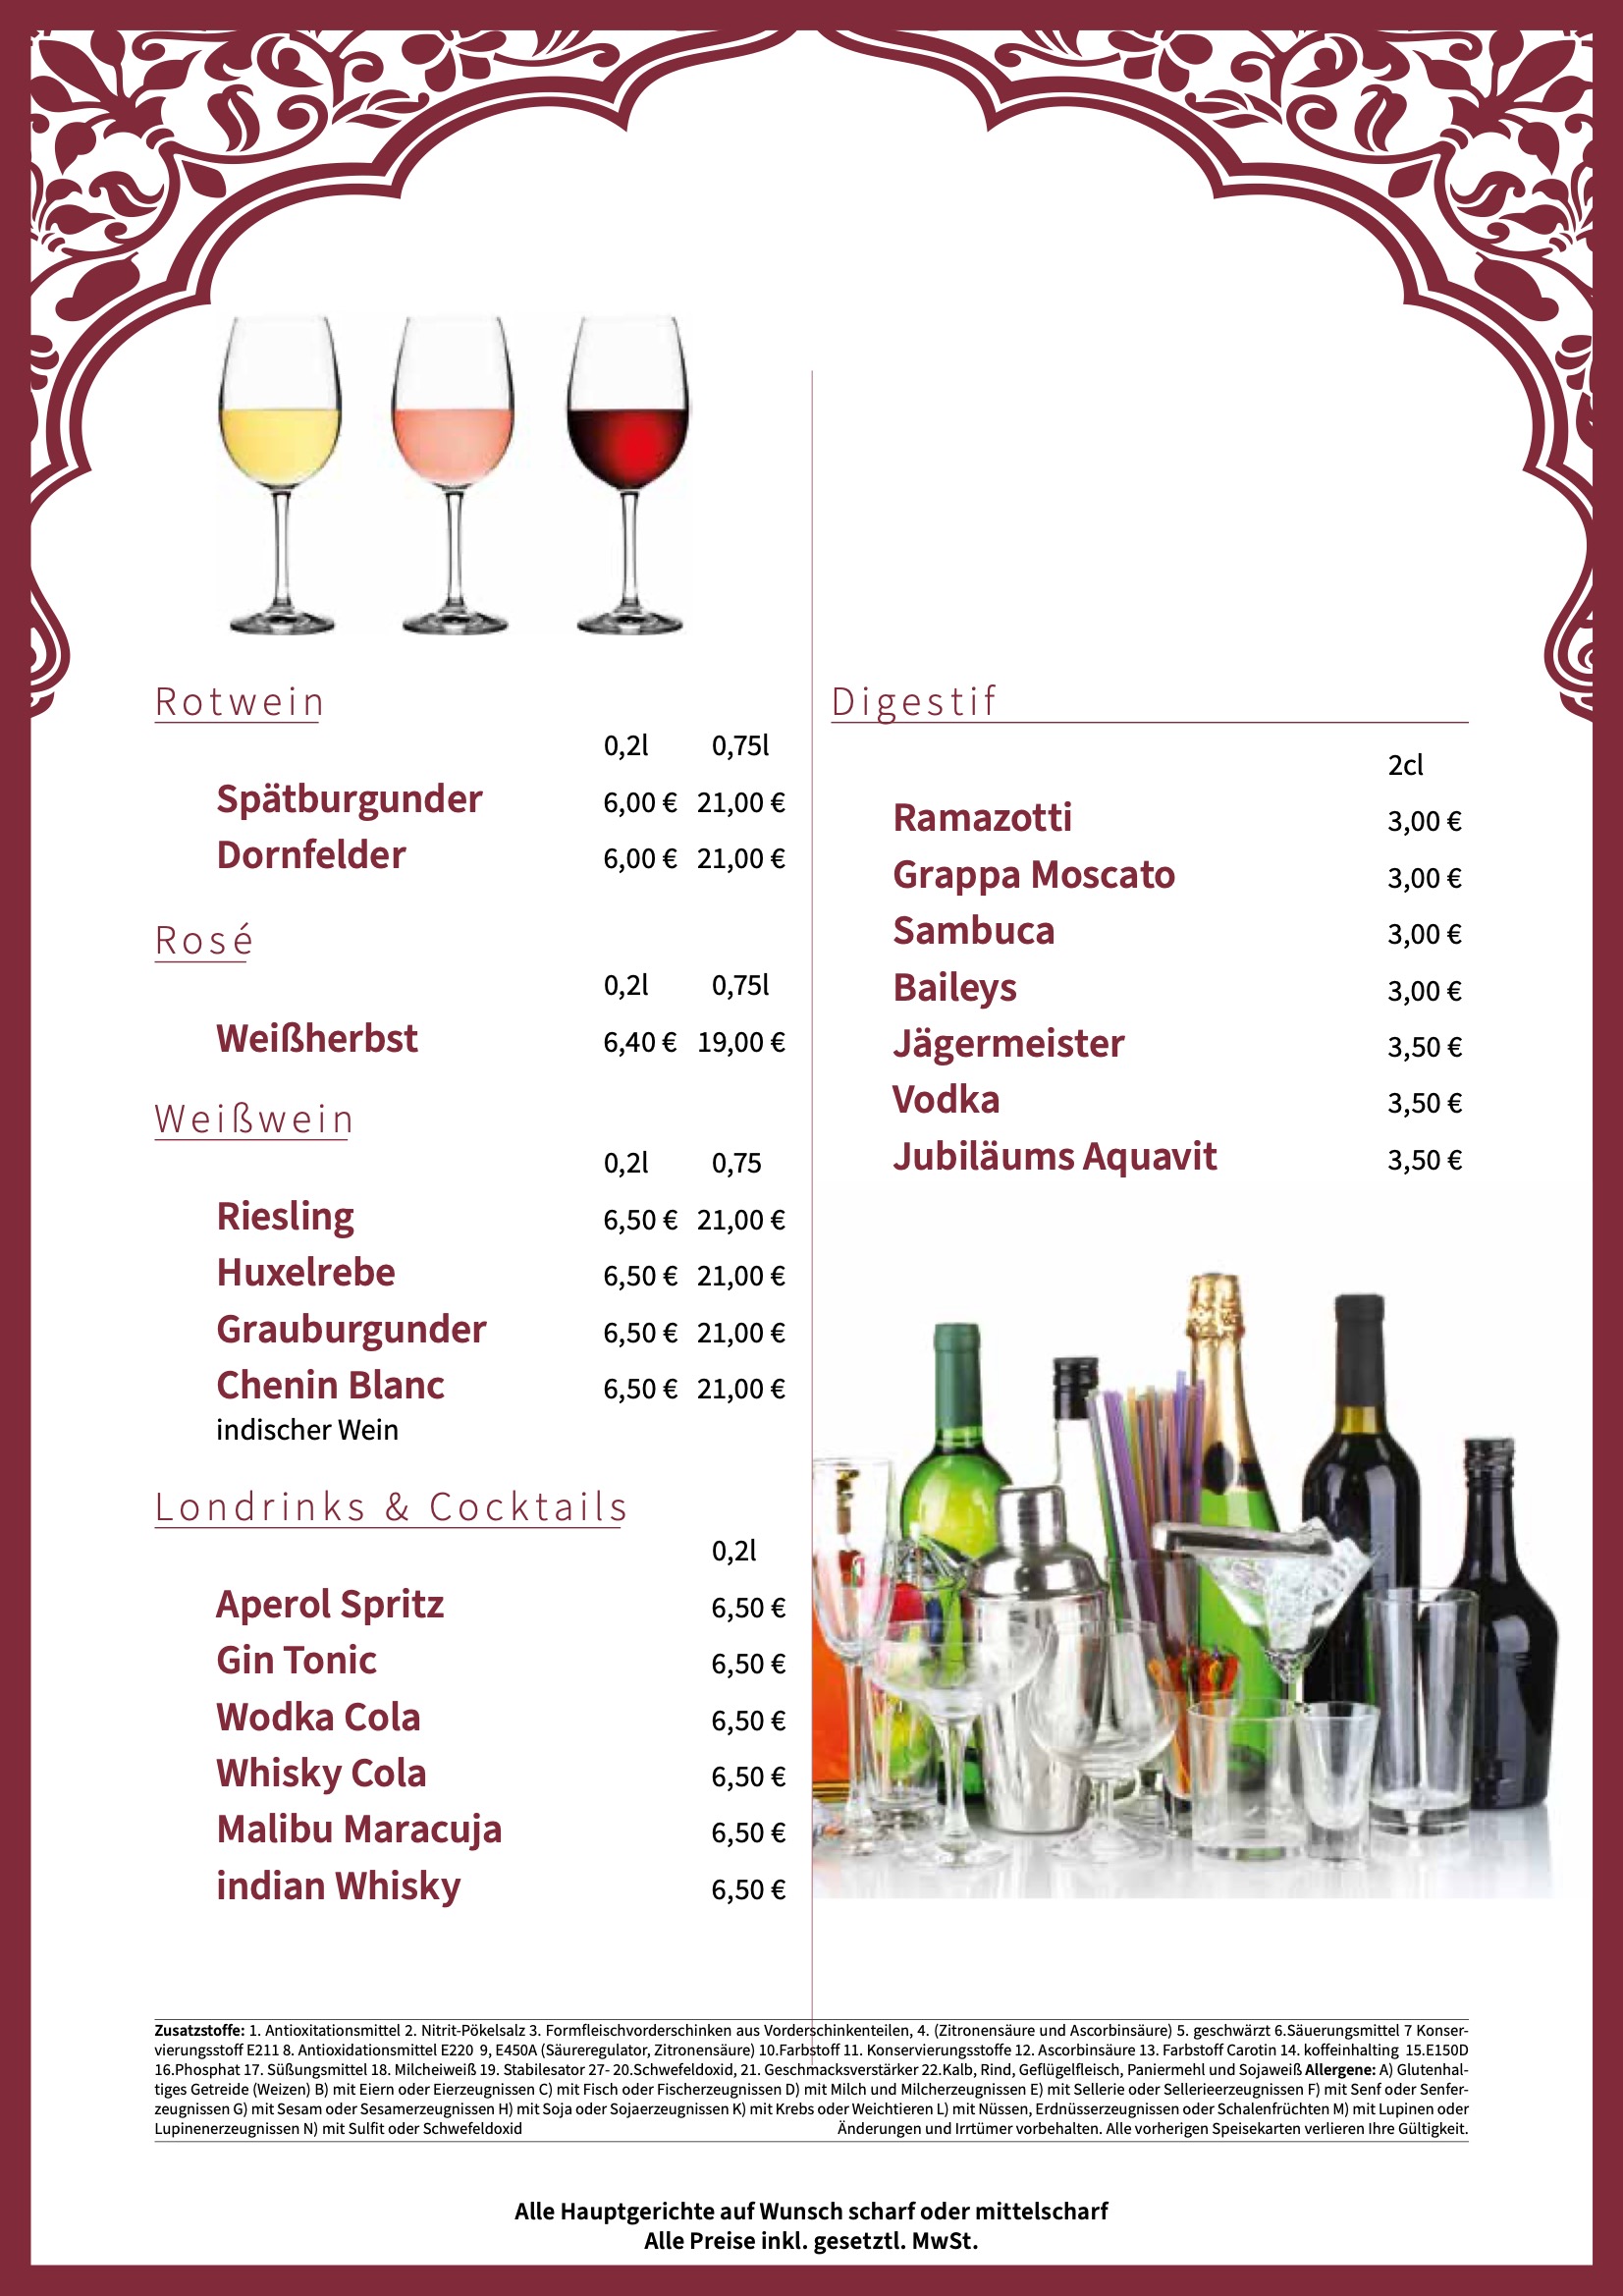 Rotwein
0,2l 0,75l
Spätburgunder 6,00 € 21,00 €
Dornfelder 6,00 € 21,00 €
Rosé
0,2l 0,75l
Weißherbst 6,40 € 19,00 €
Weißwein
0,2l 0,75
Riesling 6,50 € 21,00 €
Huxelrebe 6,50 € 21,00 €
Grauburgunder 6,50 € 21,00 €
Chenin Blanc 6,50 € 21,00 €
indischer Wein
Londrinks & Cocktails
0,2l
Aperol Spritz 6,50 €
Gin Tonic 6,50 €
Wodka Cola 6,50 €
Whisky Cola 6,50 €
Malibu Maracuja 6,50 €
indian Whisky 6,50 €
Digestif
2cl
Ramazotti 3,00 €
Grappa Moscato 3,00 €
Sambuca 3,00 €
Baileys 3,00 €
Jägermeister 3,50 €
Vodka 3,50 €
Jubiläums Aquavit 3,50 €
Zusatzstoffe: 1. Antioxitationsmittel 2. Nitrit-Pökelsalz 3. Formfleischvorderschinken aus Vorderschinkenteilen, 4. (Zitronensäure und Ascorbinsäure) 5. geschwärzt 6.Säuerungsmittel 7 Konser-
vierungsstoff E211 8. Antioxidationsmittel E220 9, E450A (Säureregulator, Zitronensäure) 10.Farbstoff 11. Konservierungsstoffe 12. Ascorbinsäure 13. Farbstoff Carotin 14. koffeinhalting 15.E150D
16.Phosphat 17. Süßungsmittel 18. Milcheiweiß 19. Stabilesator 27- 20.Schwefeldoxid, 21. Geschmacksverstärker 22.Kalb, Rind, Geflügelfleisch, Paniermehl und Sojaweiß Allergene: A) Glutenhal-
tiges Getreide (Weizen) B) mit Eiern oder Eierzeugnissen C) mit Fisch oder Fischerzeugnissen D) mit Milch und Milcherzeugnissen E) mit Sellerie oder Sellerieerzeugnissen F) mit Senf oder Senfer-
zeugnissen G) mit Sesam oder Sesamerzeugnissen H) mit Soja oder Sojaerzeugnissen K) mit Krebs oder Weichtieren L) mit Nüssen, Erdnüsserzeugnissen oder Schalenfrüchten M) mit Lupinen oder
Lupinenerzeugnissen N) mit Sulfit oder Schwefeldoxid Änderungen und Irrtümer vorbehalten. Alle vorherigen Speisekarten verlieren Ihre Gültigkeit.
Alle Hauptgerichte auf Wunsch scharf oder mittelscharf
Alle Preise inkl. gesetztl. MwSt.